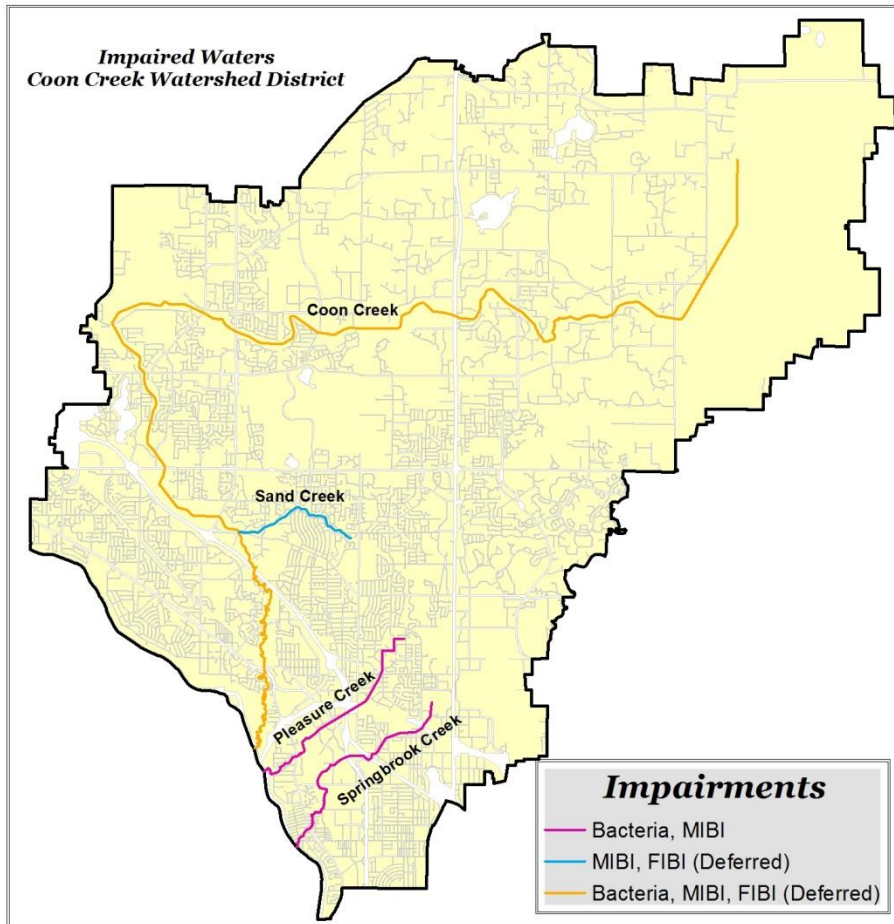 Impaired Waters
Coon Creek Watershed District
Coon Creek
Sand Creek
Pleasure Creek
Springbrook Creek
Impairments
Bacteria, MIBI
MIBI, FIBI (Deferred)
Bacteria, MIBI, FIBI (Deferred)